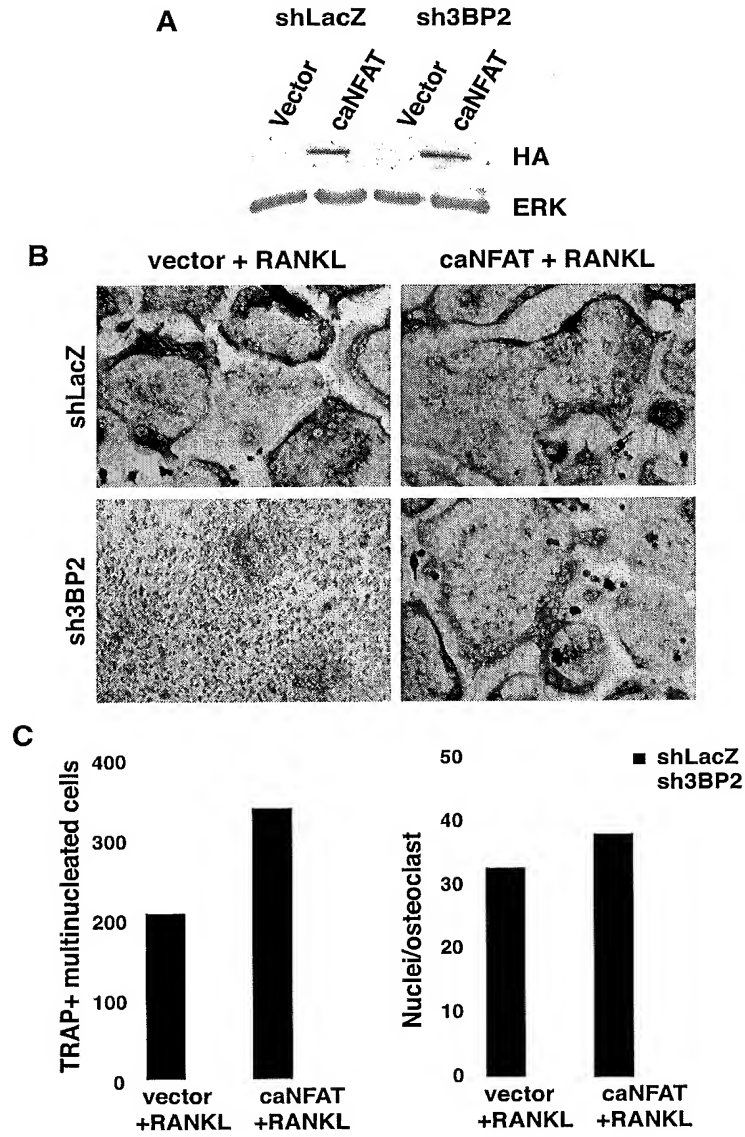 A
shLacZ sh3BP2
Vector caNFAT Vector caNFAT
HA
ERK
B
vector + RANKL caNFAT + RANKL
shLacZ
sh3BP2
C
TRAP+ multinucleated cells
400
300
200
100
0
vector caNFAT
+RANKL +RANKL
Nuclei/osteoclast
50
40
30
20
10
0
shLacZ
sh3BP2
vector caNFAT
+RANKL +RANKL